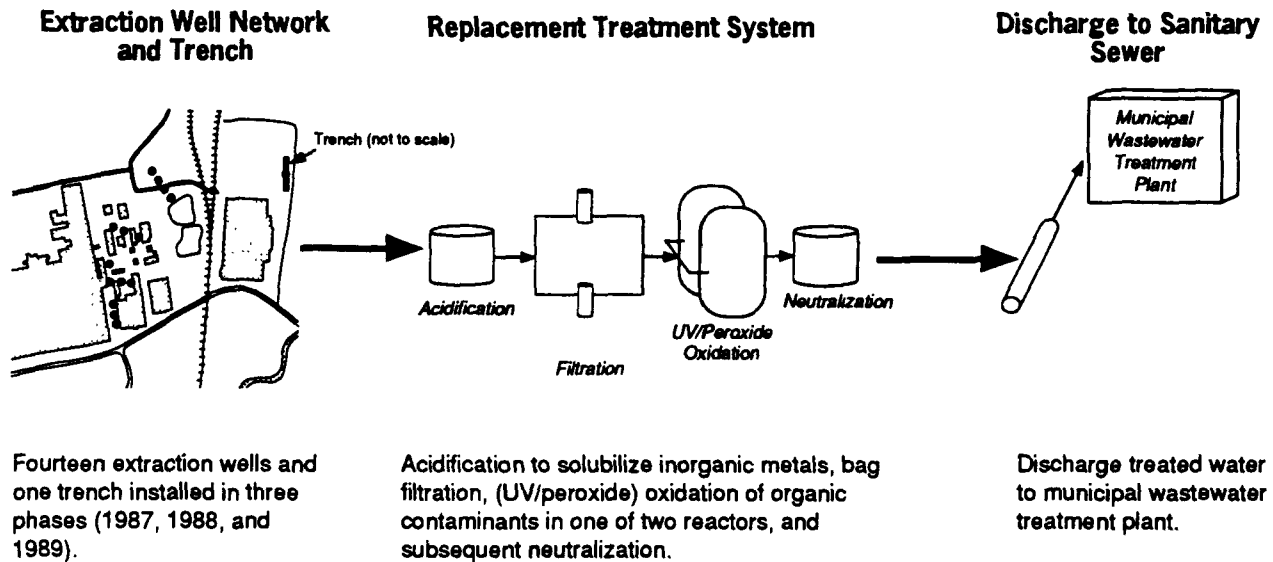 Extraction Well Network
and Trench
Replacement Treatment System
Discharge to Sanitary
Sewer
Trench (not to scale)
Municipal
Wastewater
Treatment
Plant
Acidification
Filtration
UV/Peroxide
Oxidation
Neutralization
Fourteen extraction wells and
one trench installed in three
phases (1987, 1988, and
1989).
Acidification to solubilize inorganic metals, bag
filtration, (UV/peroxide) oxidation of organic
contaminants in one of two reactors, and
subsequent neutralization.
Discharge treated water
to municipal wastewater
treatment plant.